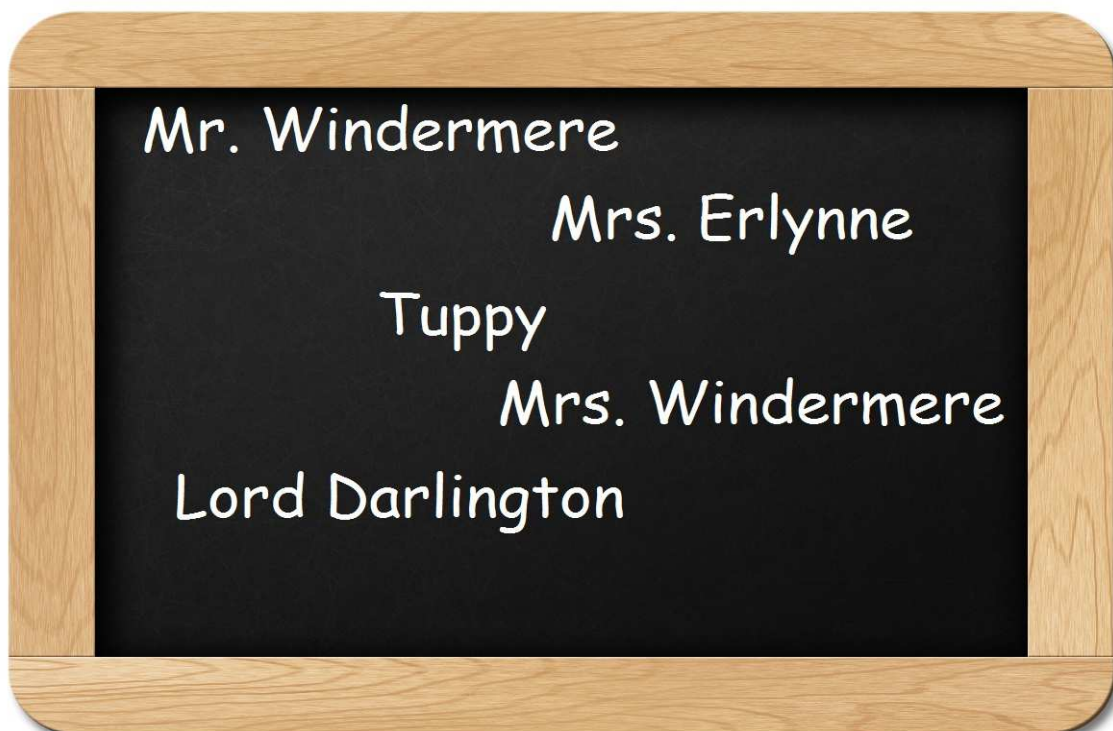 Mr. Windermere
Mrs. Erlynne
Tuppy
Mrs. Windermere
Lord Darlington